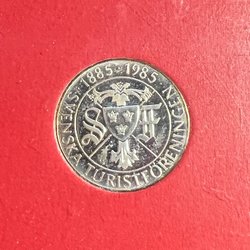 1885-1985
SVENSKA TURISTFÖRENINGEN
S T F